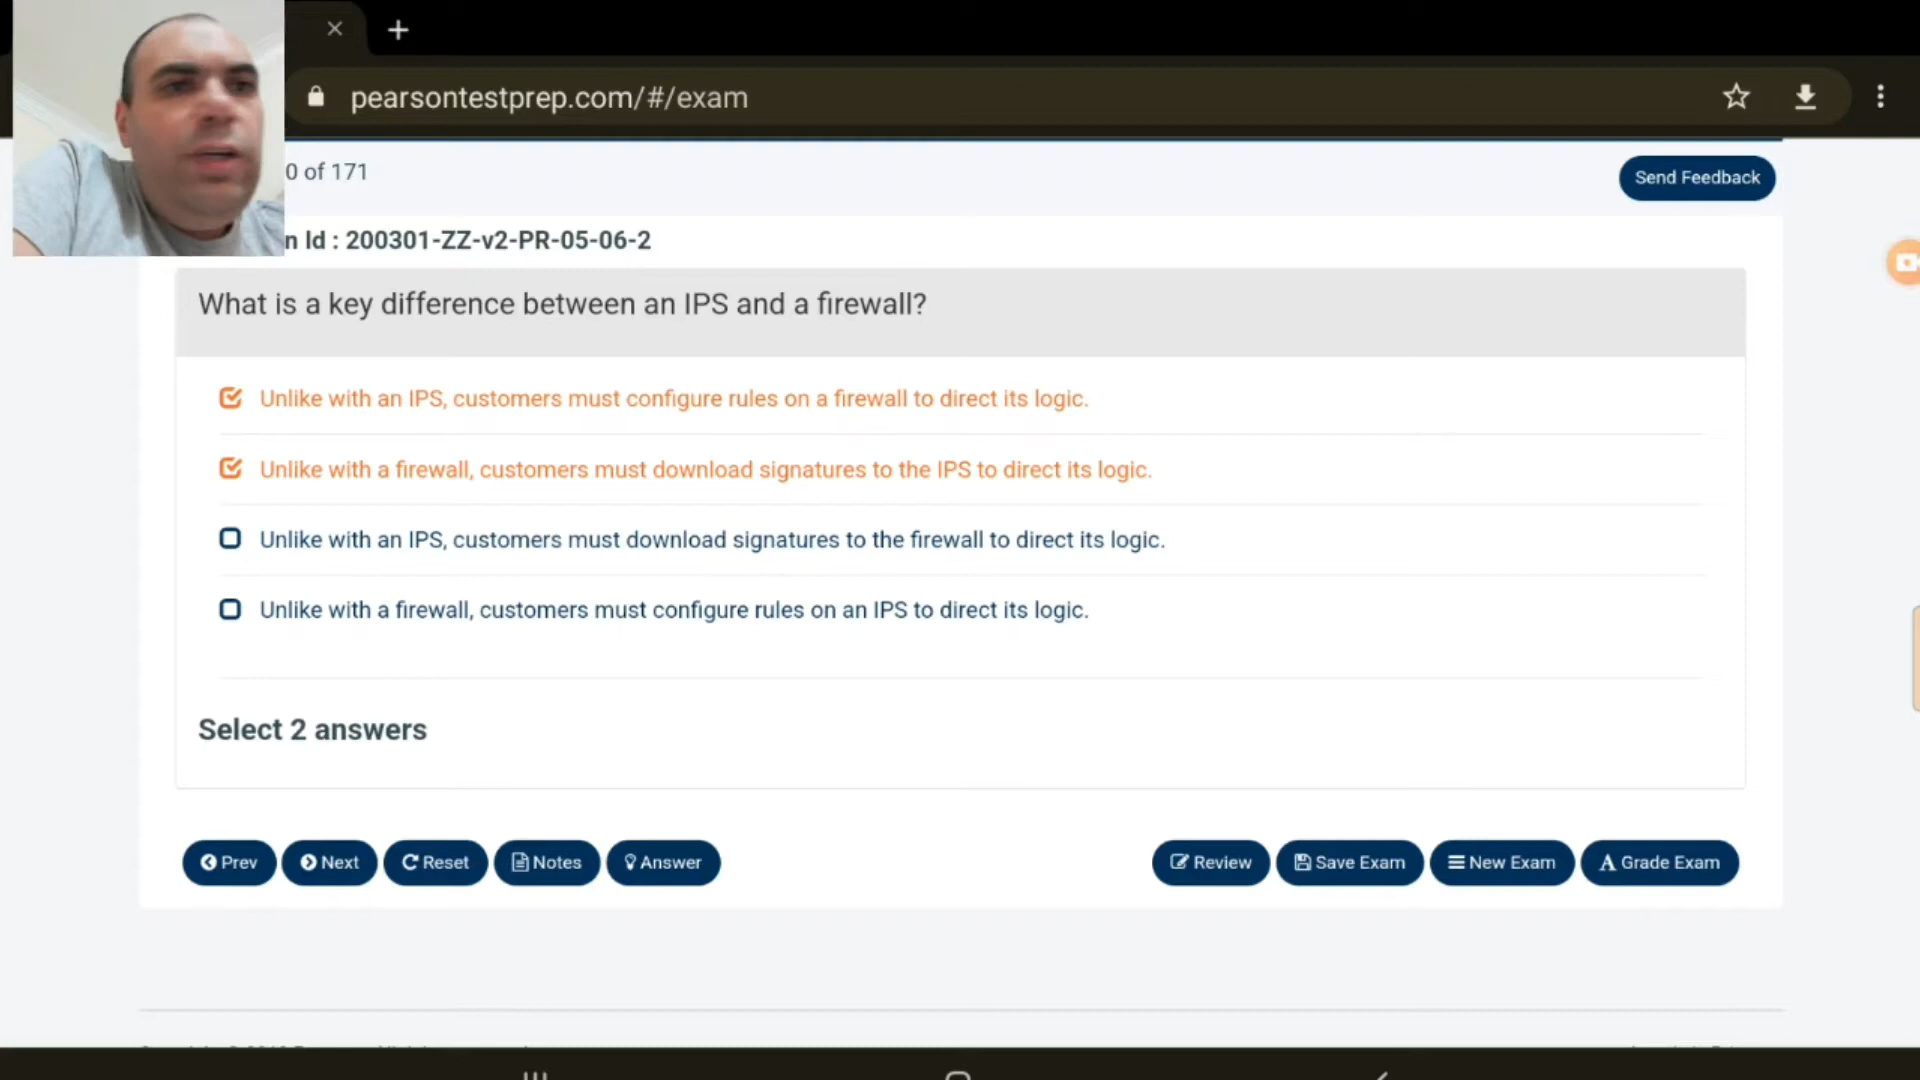 pearsontestprep.com/#/exam
0 of 171
Send Feedback
n Id : 200301-ZZ-v2-PR-05-06-2
What is a key difference between an IPS and a firewall?
Unlike with an IPS, customers must configure rules on a firewall to direct its logic.
Unlike with a firewall, customers must download signatures to the IPS to direct its logic.
Unlike with an IPS, customers must download signatures to the firewall to direct its logic.
Unlike with a firewall, customers must configure rules on an IPS to direct its logic.
Select 2 answers
Prev Next Reset Notes Answer Review Save Exam New Exam Grade Exam